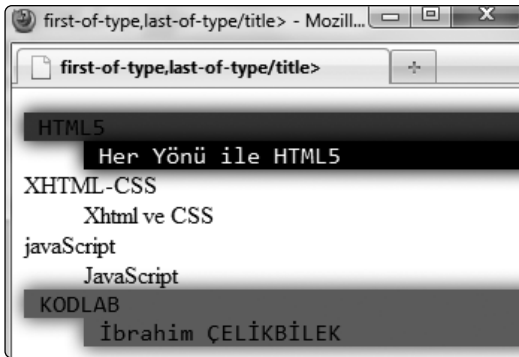 first-of-type,last-of-type/title> - Mozill...
first-of-type,last-of-type/title>
HTML5
Her Yönü ile HTML5
XHTML-CSS
Xhtml ve CSS
javaScript
JavaScript
KODLAB
İbrahim ÇELİKBİLEK